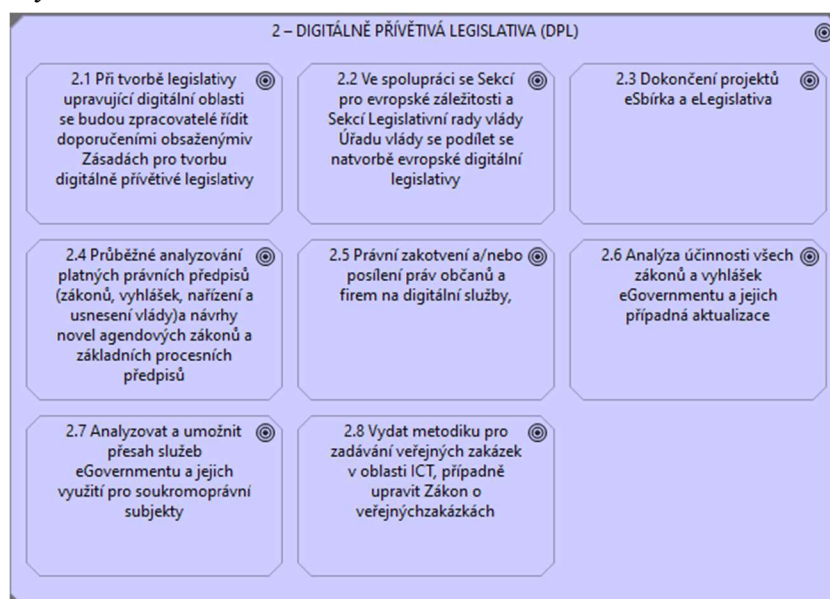 2 – DIGITÁLNĚ PŘÍVĚTIVÁ LEGISLATIVA (DPL)
2.1 Při tvorbě legislativy
upravující digitální oblasti
se budou zpracovatelé řídit
doporučeními obsaženýmiv
Zásadách pro tvorbu
digitálně přívětivé legislativy
2.2 Ve spolupráci se Sekcí
pro evropské záležitosti a
Sekcí Legislativní rady vlády
Úřadu vlády se podílet se
natvorbě evropské digitální
legislativy
2.3 Dokončení projektů
eSbírka a eLegislativa
2.4 Průběžné analyzování
platných právních předpisů
(zákonů, vyhlášek, nařízení a
usnesení vlády)a návrhy
novel agendových zákonů a
základních procesních
předpisů
2.5 Právní zakotvení a/nebo
posílení práv občanů a
firem na digitální služby,
2.6 Analýza účinnosti všech
zákonů a vyhlášek
eGovernmentu a jejich
případná aktualizace
2.7 Analyzovat a umožnit
přesah služeb
eGovernmentu a jejich
využití pro soukromoprávní
subjekty
2.8 Vydat metodiku pro
zadávání veřejných zakázek
v oblasti ICT, případně
upravit Zákon o
veřejnýchzakázkách